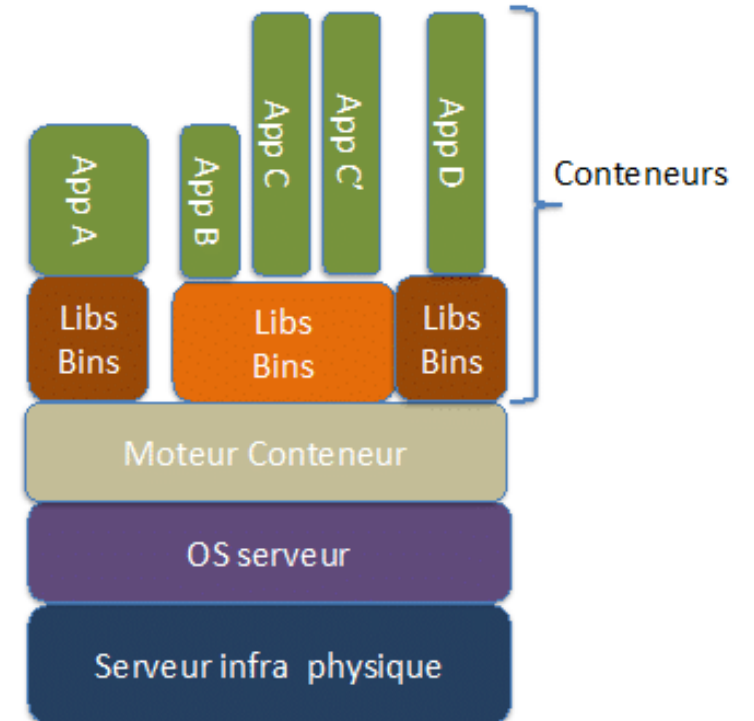 App A
App B
App C
App C’
App D
Conteneurs
Libs
Bins
Libs
Bins
Libs
Bins
Moteur Conteneur
OS serveur
Serveur infra physique